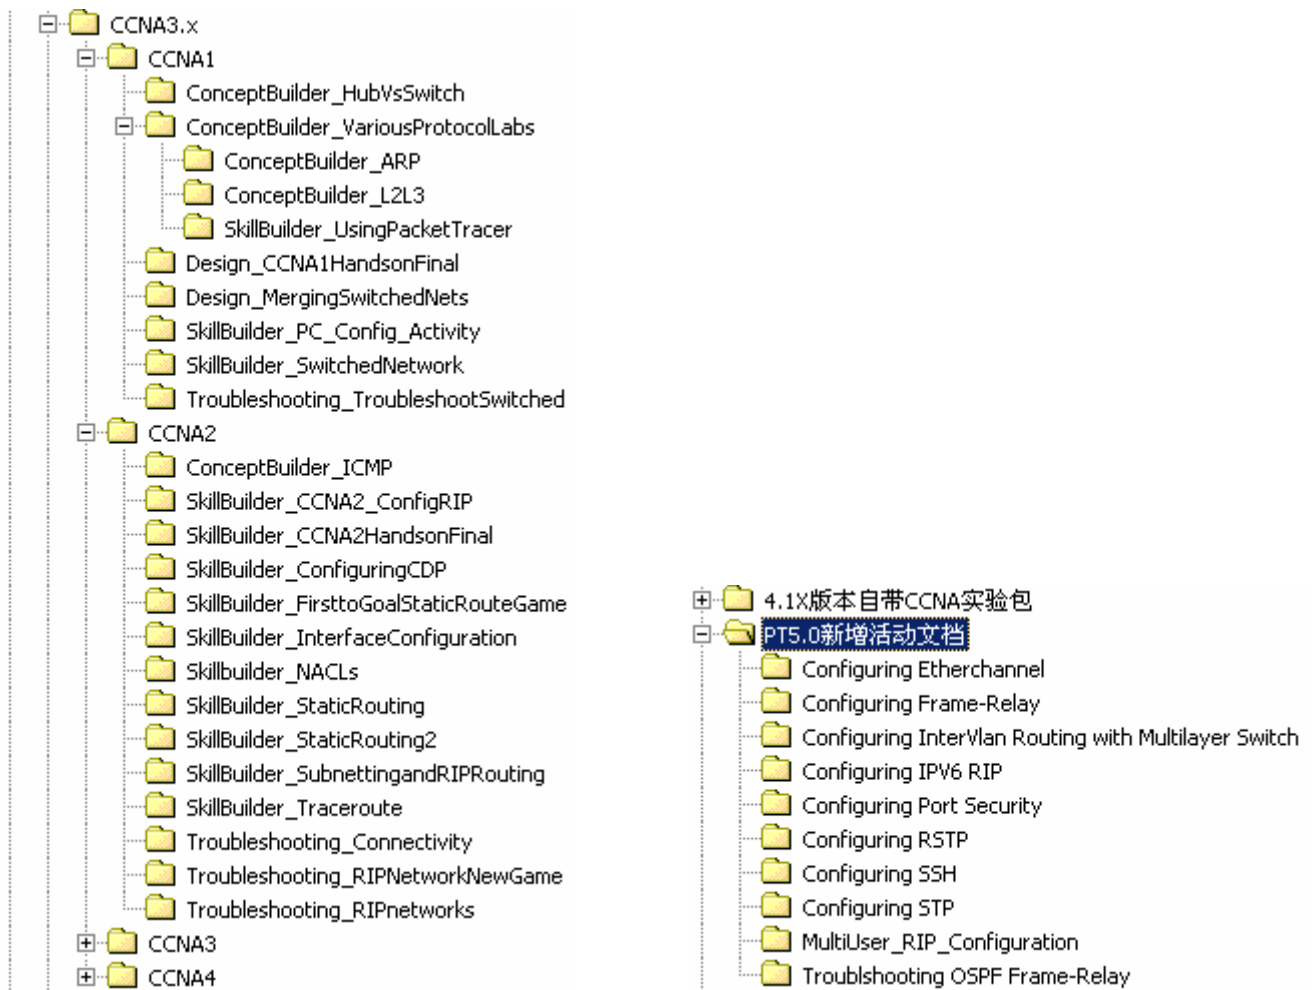 CCNA3.x
CCNA1
ConceptBuilder_HubVsSwitch
ConceptBuilder_VariousProtocolLabs
ConceptBuilder_ARP
ConceptBuilder_L2L3
SkillBuilder_UsingPacketTracer
Design_CCNA1HandsonFinal
Design_MergingSwitchedNets
SkillBuilder_PC_Config_Activity
SkillBuilder_SwitchedNetwork
Troubleshooting_TroubleshootSwitched
CCNA2
ConceptBuilder_ICMP
SkillBuilder_CCNA2_ConfigRIP
SkillBuilder_CCNA2HandsonFinal
SkillBuilder_ConfiguringCDP
SkillBuilder_FirsttoGoalStaticRouteGame
SkillBuilder_InterfaceConfiguration
Skillbuilder_NACLs
SkillBuilder_StaticRouting
SkillBuilder_StaticRouting2
SkillBuilder_SubnettingandRIPRouting
SkillBuilder_Traceroute
Troubleshooting_Connectivity
Troubleshooting_RIPNetworkNewGame
Troubleshooting_RIPnetworks
CCNA3
CCNA4
4.1X版本自带CCNA实验包
PT5.0新增活动文档
Configuring Etherchannel
Configuring Frame-Relay
Configuring InterVlan Routing with Multilayer Switch
Configuring IPV6 RIP
Configuring Port Security
Configuring RSTP
Configuring SSH
Configuring STP
MultiUser_RIP_Configuration
Troublshooting OSPF Frame-Relay